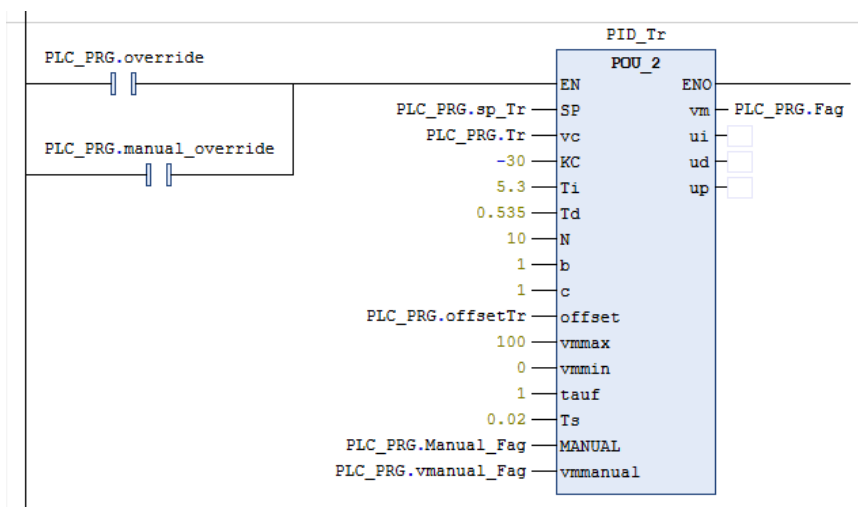 PID_Tr
PLC_PRG.override
POU_2
EN ENO
PLC_PRG.sp_Tr SP vm PLC_PRG.Fag
PLC_PRG.Tr vc ui
PLC_PRG.manual_override
-30 KC ud
5.3 Ti up
0.535 Td
10 N
1 b
1 c
PLC_PRG.offsetTr offset
100 vmmax
0 vmmin
1 tauf
0.02 Ts
PLC_PRG.Manual_Fag MANUAL
PLC_PRG.vmanual_Fag vmmanual